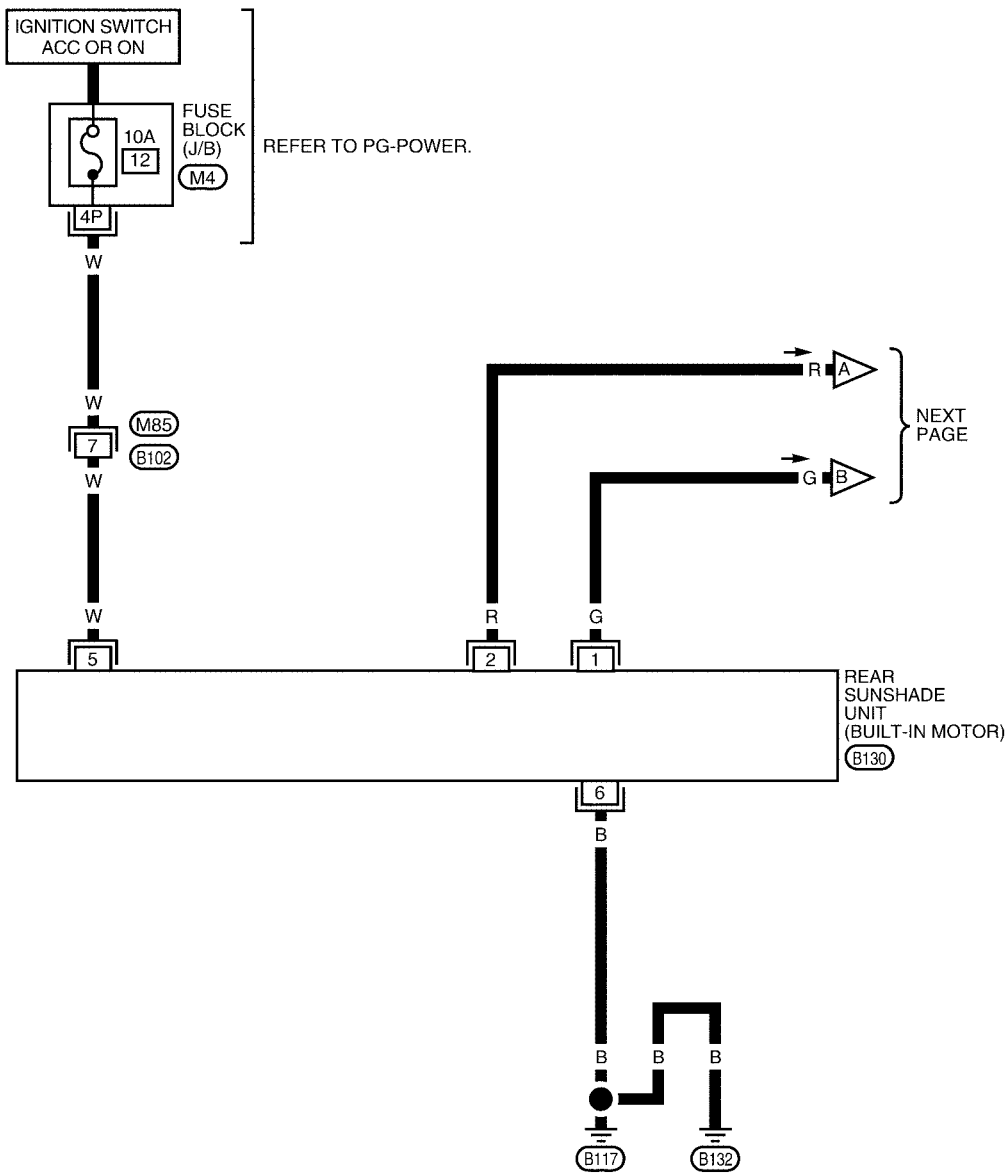 IGNITION SWITCH
ACC OR ON
FUSE
BLOCK
(J/B)
10A
12
M4
REFER TO PG-POWER.
4P
W
W
M85
7
B102
W
W
5
R
A
G
B
NEXT
PAGE
R
G
2
1
REAR
SUNSHADE
UNIT
(BUILT-IN MOTOR)
B130
6
B
B
B
B
B117
B132